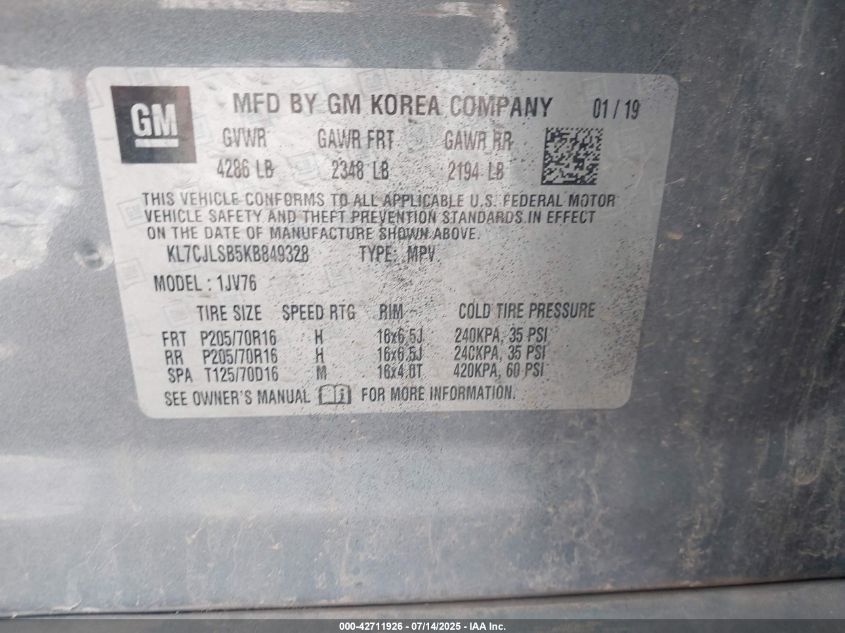 GM
MFD BY GM KOREA COMPANY 01 / 19
GVWR GAWR FRT GAWR RR
4286 LB 2348 LB 2194 LB
THIS VEHICLE CONFORMS TO ALL APPLICABLE U.S. FEDERAL MOTOR
VEHICLE SAFETY AND THEFT PREVENTION STANDARDS IN EFFECT
ON THE DATE OF MANUFACTURE SHOWN ABOVE.
KL7CJLSB5KB849328 TYPE: MPV
MODEL : 1JV76
TIRE SIZE SPEED RTG RIM COLD TIRE PRESSURE
FRT P205/70R16 H 16x6.5J 240KPA, 35 PSI
RR P205/70R16 H 16x6.5J 240KPA, 35 PSI
SPA T125/70D16 M 16x4.0T 420KPA, 60 PSI
SEE OWNER'S MANUAL FOR MORE INFORMATION.
000-42711926 - 07/14/2025 - IAA Inc.